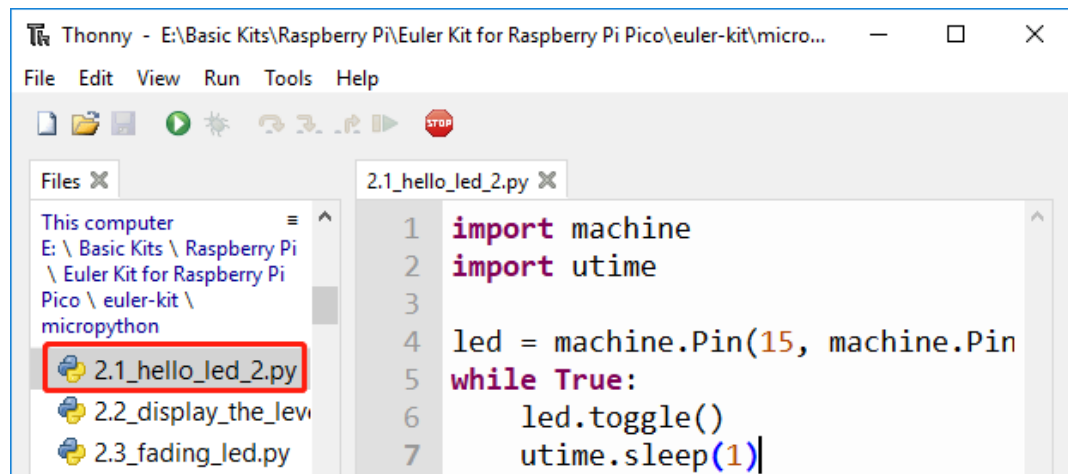 Thonny - E:\Basic Kits\Raspberry Pi\Euler Kit for Raspberry Pi Pico\euler-kit\micro...
File Edit View Run Tools Help
STOP
Files
2.1_hello_led_2.py
This computer
E: \ Basic Kits \ Raspberry Pi
\ Euler Kit for Raspberry Pi
Pico \ euler-kit \
micropython
2.1_hello_led_2.py
2.2_display_the_leve
2.3_fading_led.py
1 import machine
2 import utime
3
4 led = machine.Pin(15, machine.Pin
5 while True:
6 led.toggle()
7 utime.sleep(1)